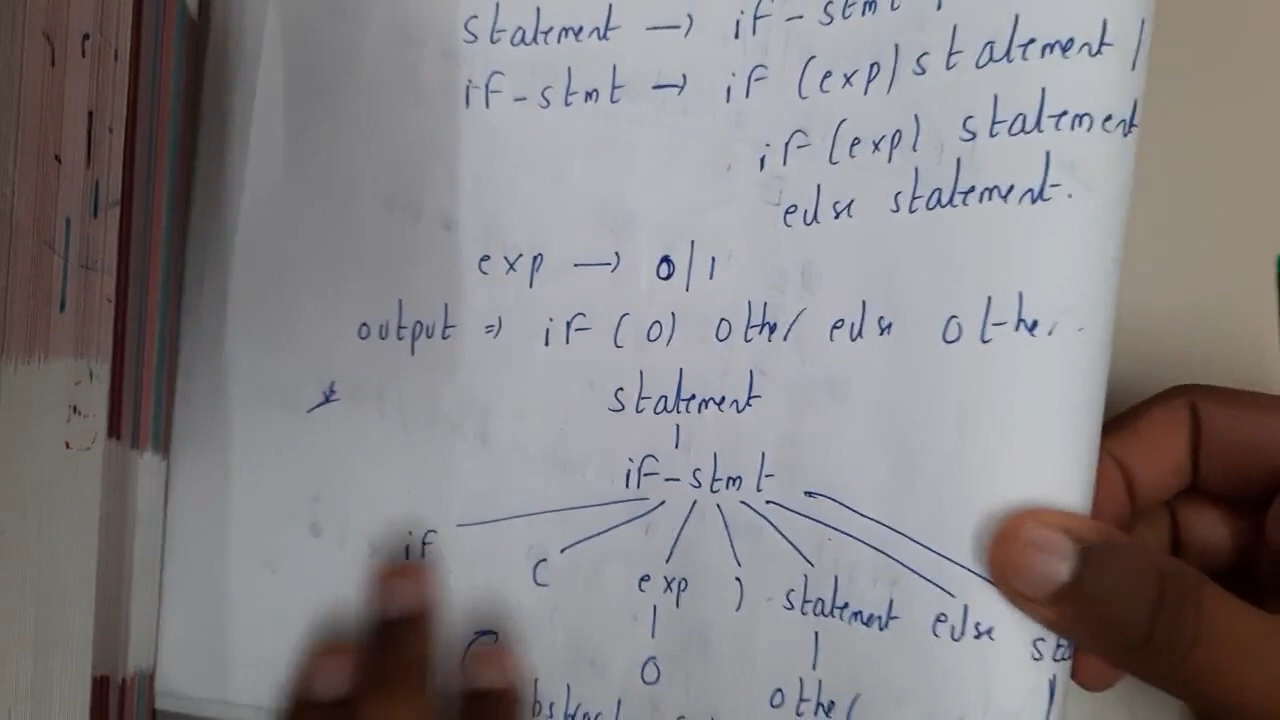 statement → if-stmt |
if-stmt → if (exp) statement |
if (exp) statement
else statement.
exp → 0/1
output ⇒ if (0) other else other.
statement
if-stmt
if ( exp ) statement else
0 other